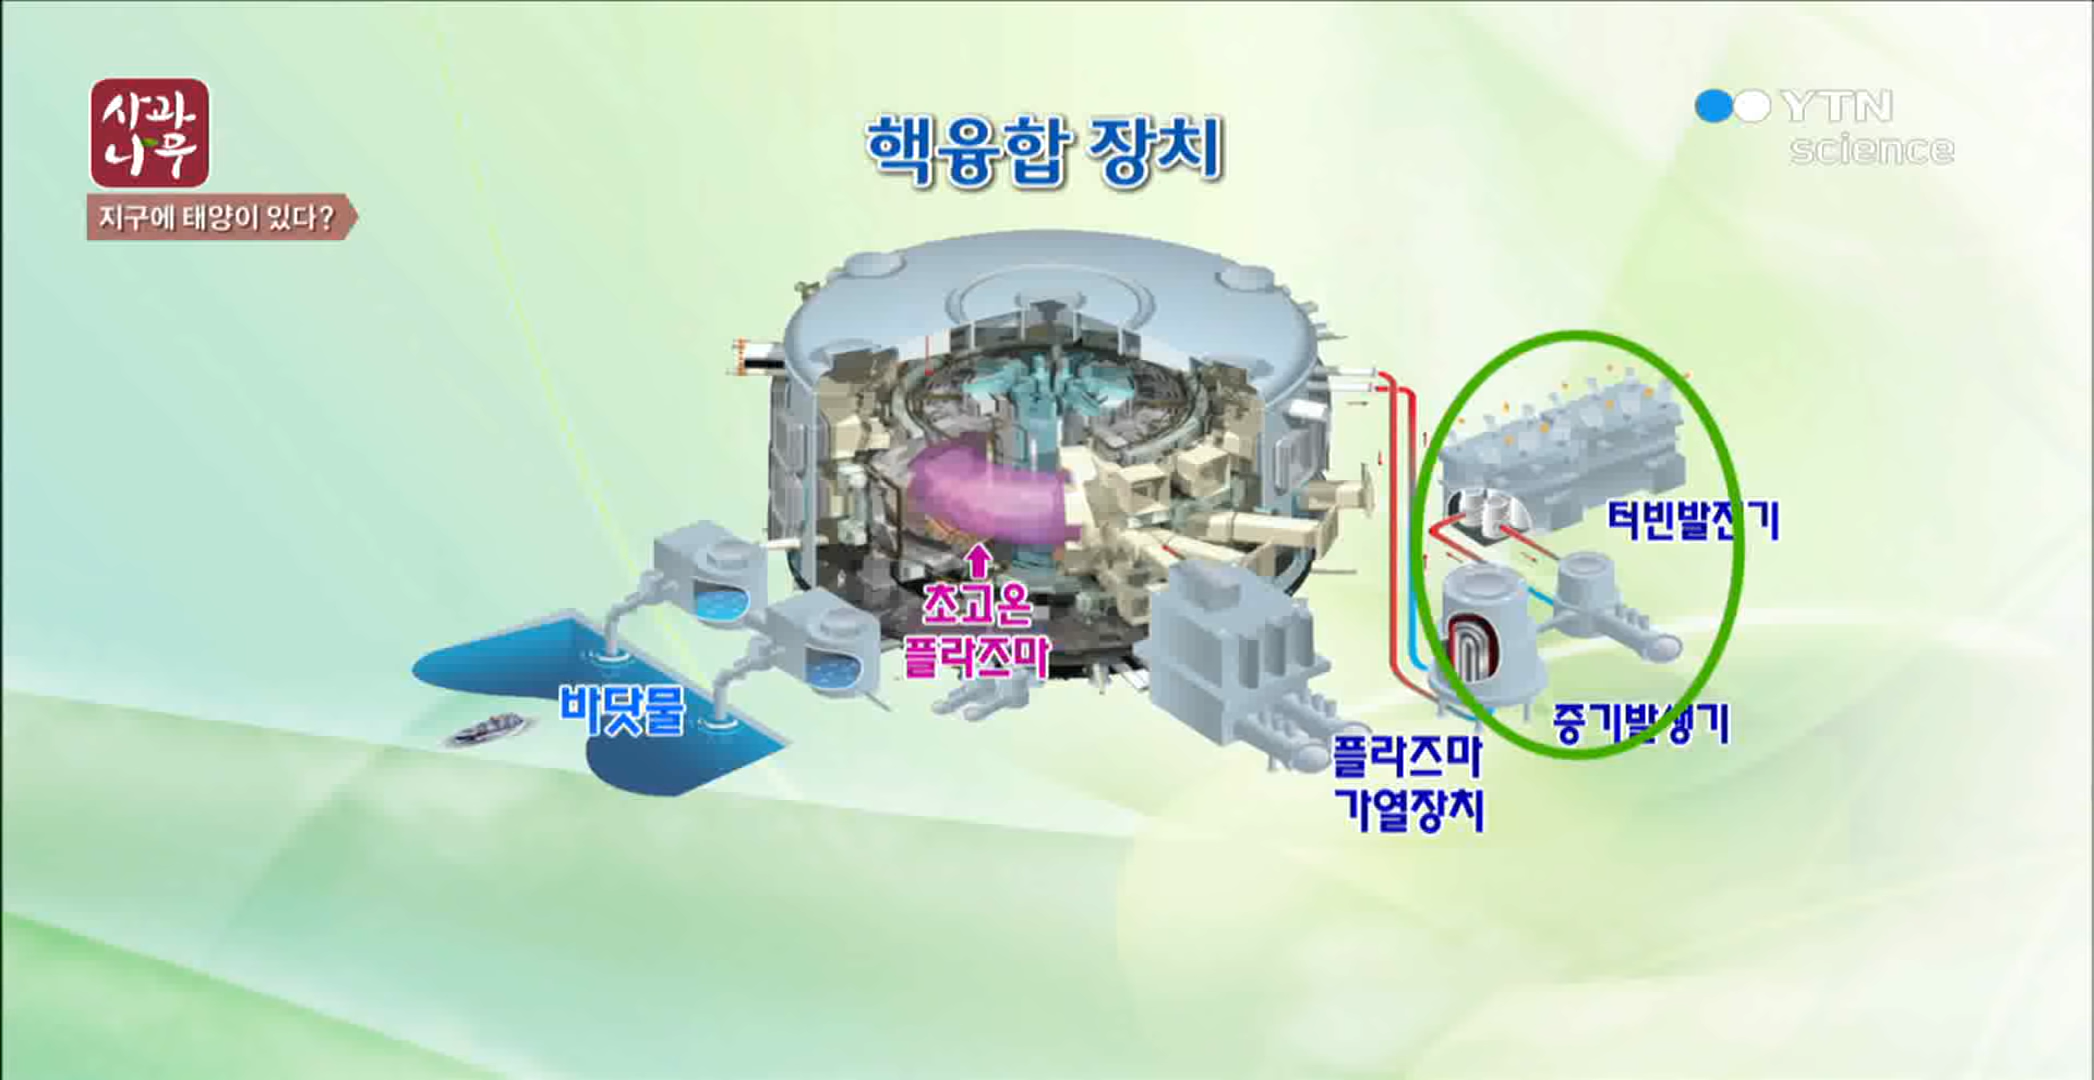 사과
나무
지구에 태양이 있다?
YTN
science
핵융합 장치
터빈발전기
초고온
플라즈마
바닷물
증기발생기
플라즈마
가열장치